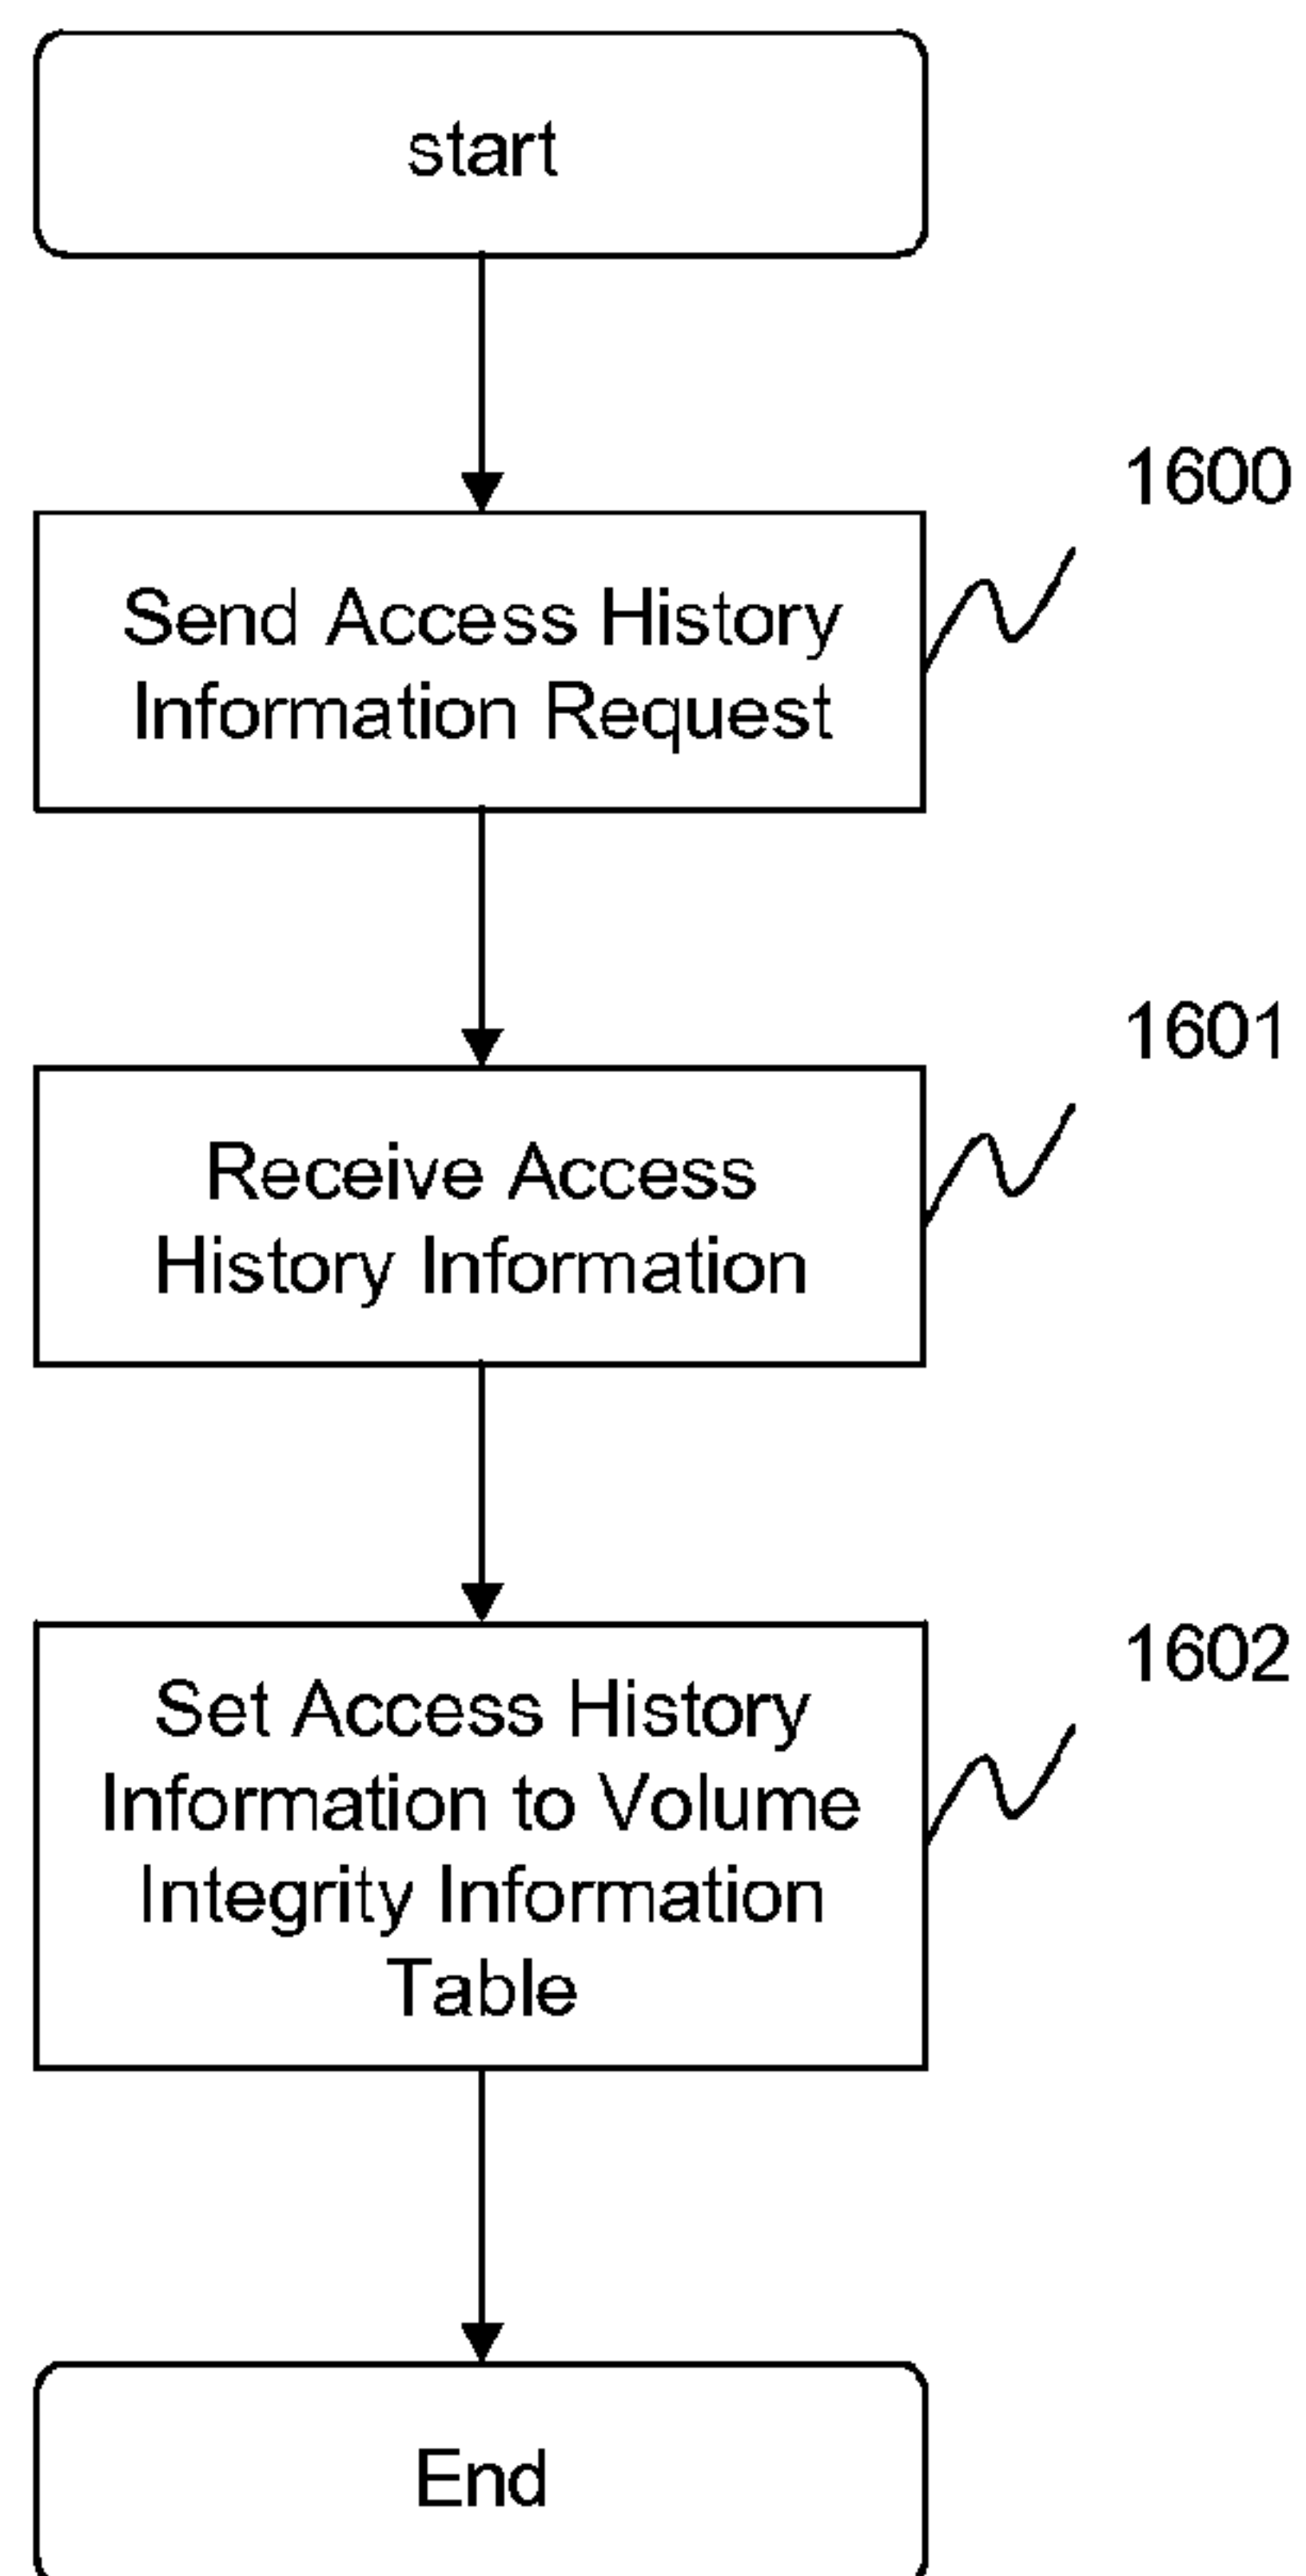 start
1600
Send Access History
Information Request
1601
Receive Access
History Information
1602
Set Access History
Information to Volume
Integrity Information
Table
End